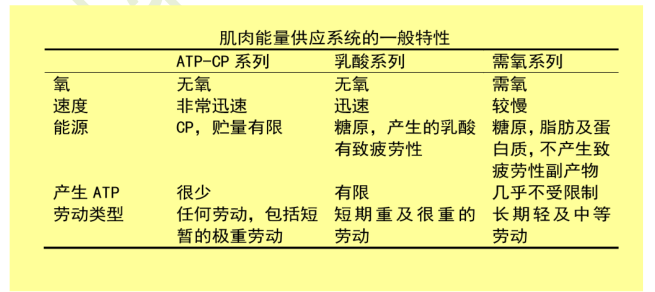 肌肉能量供应系统的一般特性
ATP-CP系列 乳酸系列 需氧系列
氧 无氧 无氧 需氧
速度 非常迅速 迅速 较慢
能源 CP，贮量有限 糖原，产生的乳酸 糖原，脂肪及蛋
有致疲劳性 白质，不产生致
疲劳性副产物
产生 ATP 很少 有限 几乎不受限制
劳动类型 任何劳动，包括短 短期重及很重的 长期轻及中等
暂的极重劳动 劳动 劳动